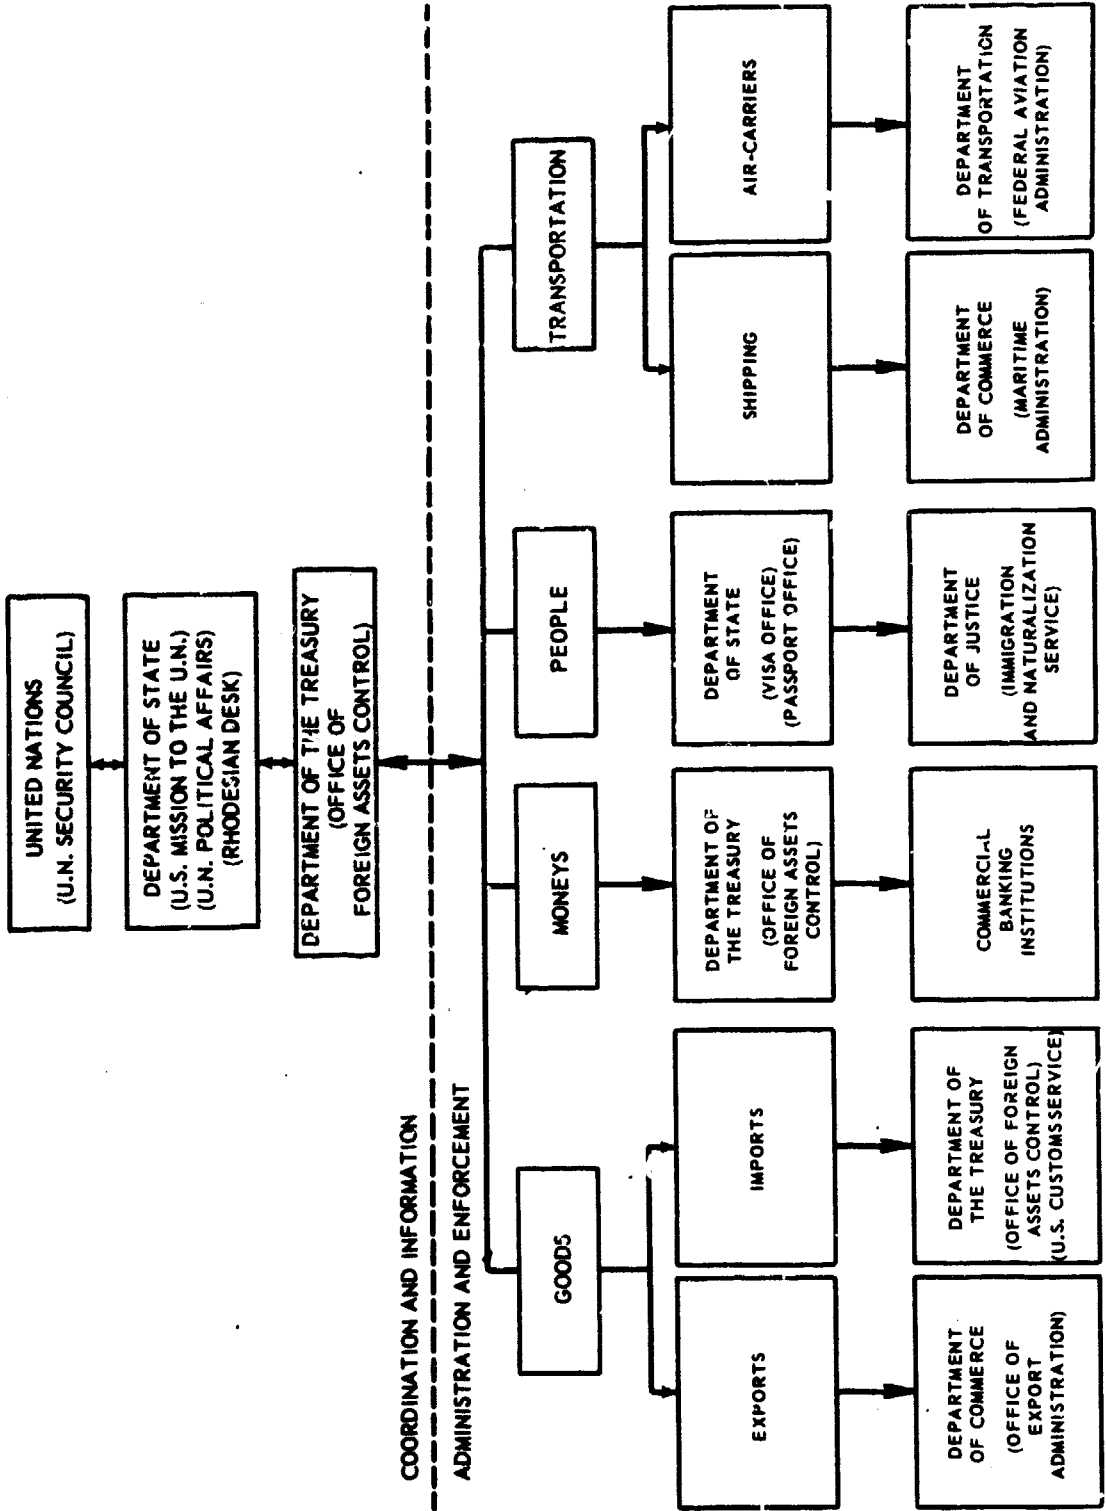 UNITED NATIONS
(U.N. SECURITY COUNCIL)
DEPARTMENT OF STATE
(U.S. MISSION TO THE U.N.)
(U.N. POLITICAL AFFAIRS)
(RHODESIAN DESK)
DEPARTMENT OF THE TREASURY
(OFFICE OF
FOREIGN ASSETS CONTROL)
COORDINATION AND INFORMATION
ADMINISTRATION AND ENFORCEMENT
GOODS
MONEYS
PEOPLE
TRANSPORTATION
EXPORTS
IMPORTS
DEPARTMENT OF
THE TREASURY
(OFFICE OF
FOREIGN ASSETS
CONTROL)
DEPARTMENT
OF STATE
(VISA OFFICE)
(PASSPORT OFFICE)
SHIPPING
AIR-CARRIERS
DEPARTMENT
OF COMMERCE
(OFFICE OF
EXPORT
ADMINISTRATION)
DEPARTMENT OF
THE TREASURY
(OFFICE OF FOREIGN
ASSETS CONTROL)
(U.S. CUSTOMS SERVICE)
COMMERCIAL
BANKING
INSTITUTIONS
DEPARTMENT
OF JUSTICE
(IMMIGRATION
AND NATURALIZATION
SERVICE)
DEPARTMENT
OF COMMERCE
(MARITIME
ADMINISTRATION)
DEPARTMENT
OF TRANSPORTATION
(FEDERAL AVIATION
ADMINISTRATION)